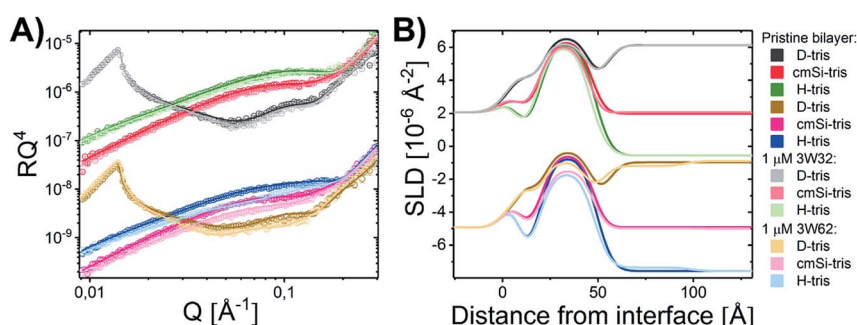 A)
10⁻⁵
10⁻⁶
10⁻⁷
10⁻⁸
10⁻⁹
RQ⁴
0,01
0,1
Q [Å⁻¹]
B)
6
4
2
0
-2
-4
-6
SLD [10⁻⁶ Å⁻²]
0
50
100
Distance from interface [Å]
Pristine bilayer:
D-tris
cmSi-tris
H-tris
D-tris
cmSi-tris
H-tris
1 μM 3W32:
D-tris
cmSi-tris
H-tris
1 μM 3W62:
D-tris
cmSi-tris
H-tris